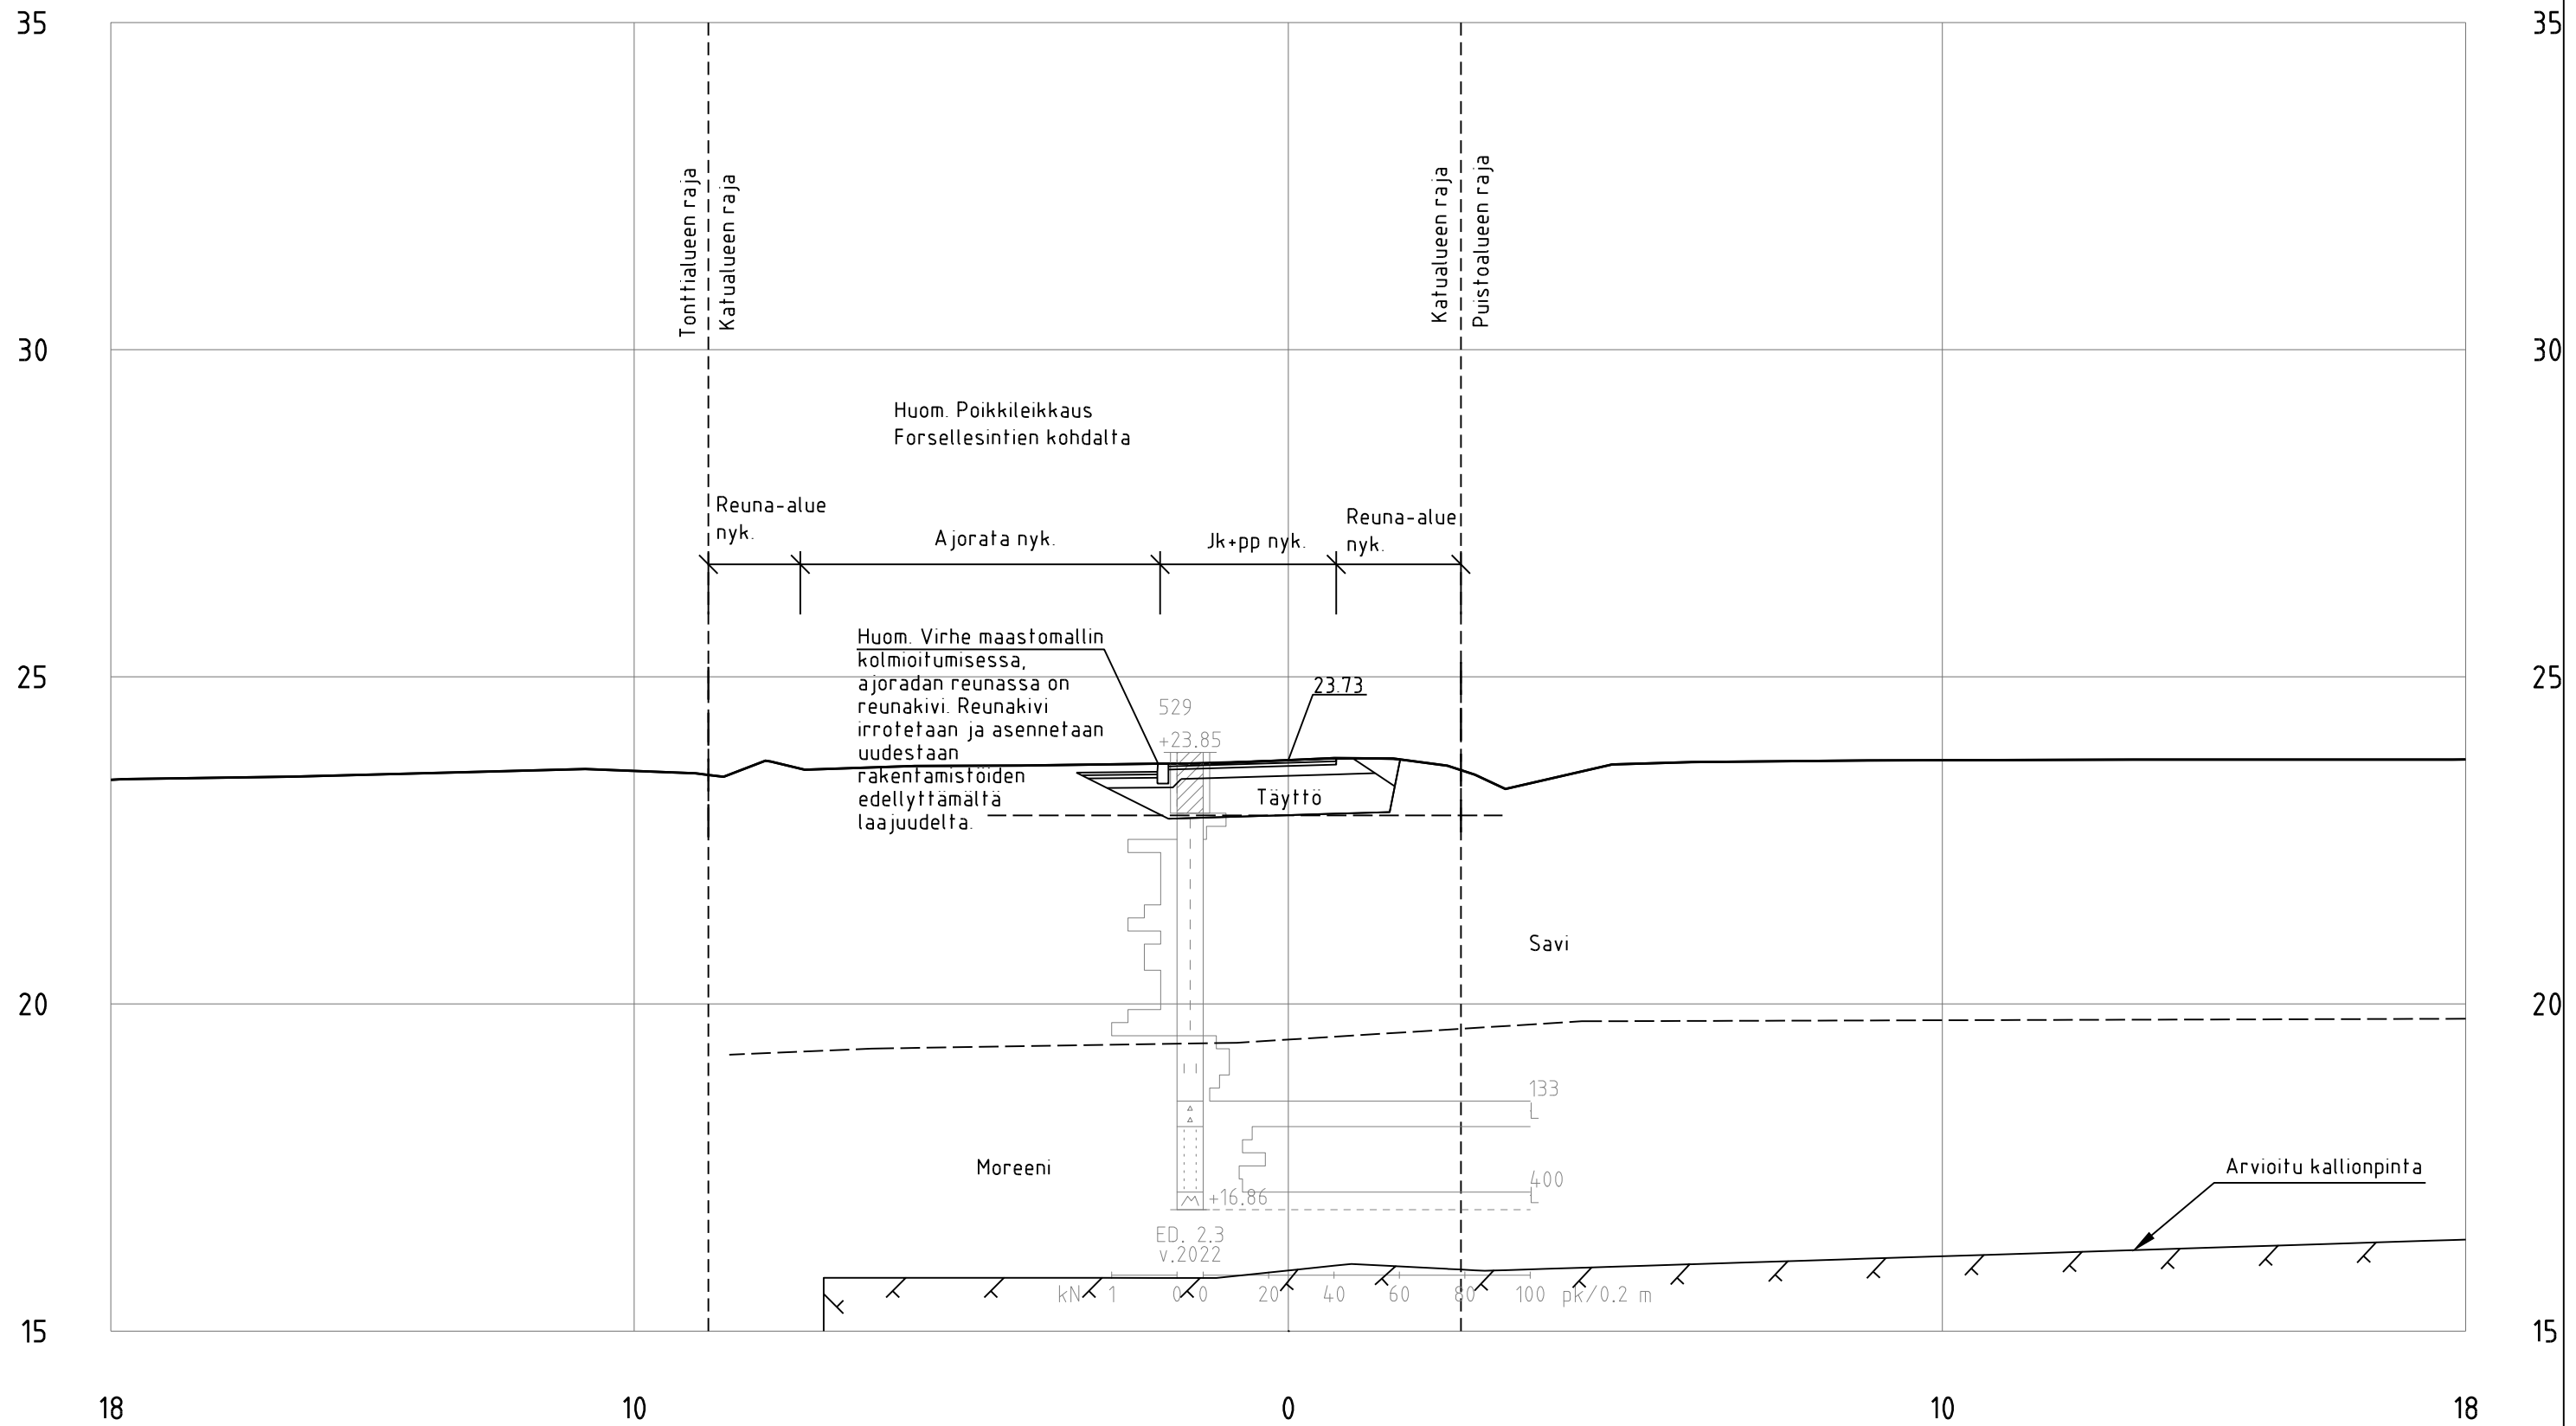 35
35
Tonttialueen raja
Katualueen raja
Katualueen raja
Puistoalueen raja
30
30
Huom. Poikkileikkaus
Forsellesintien kohdalta
Reuna-alue
nyk.
Ajorata nyk.
Jk+pp nyk.
Reuna-alue
nyk.
Huom. Virhe maastomallin
kolmioitumisessa,
ajoradan reunassa on
reunakivi. Reunakivi
irrotetaan ja asennetaan
uudestaan
rakentamistöiden
edellyttämältä
laajuudelta.
25
25
23.73
529
+23.85
Täyttö
Savi
20
20
133
Moreeni
400
+16.86
Arvioitu kallionpinta
ED. 2.3
v.2022
kN 1 0 0 20 40 60 80 100 pk/0.2 m
15
15
18 10 0 10 18